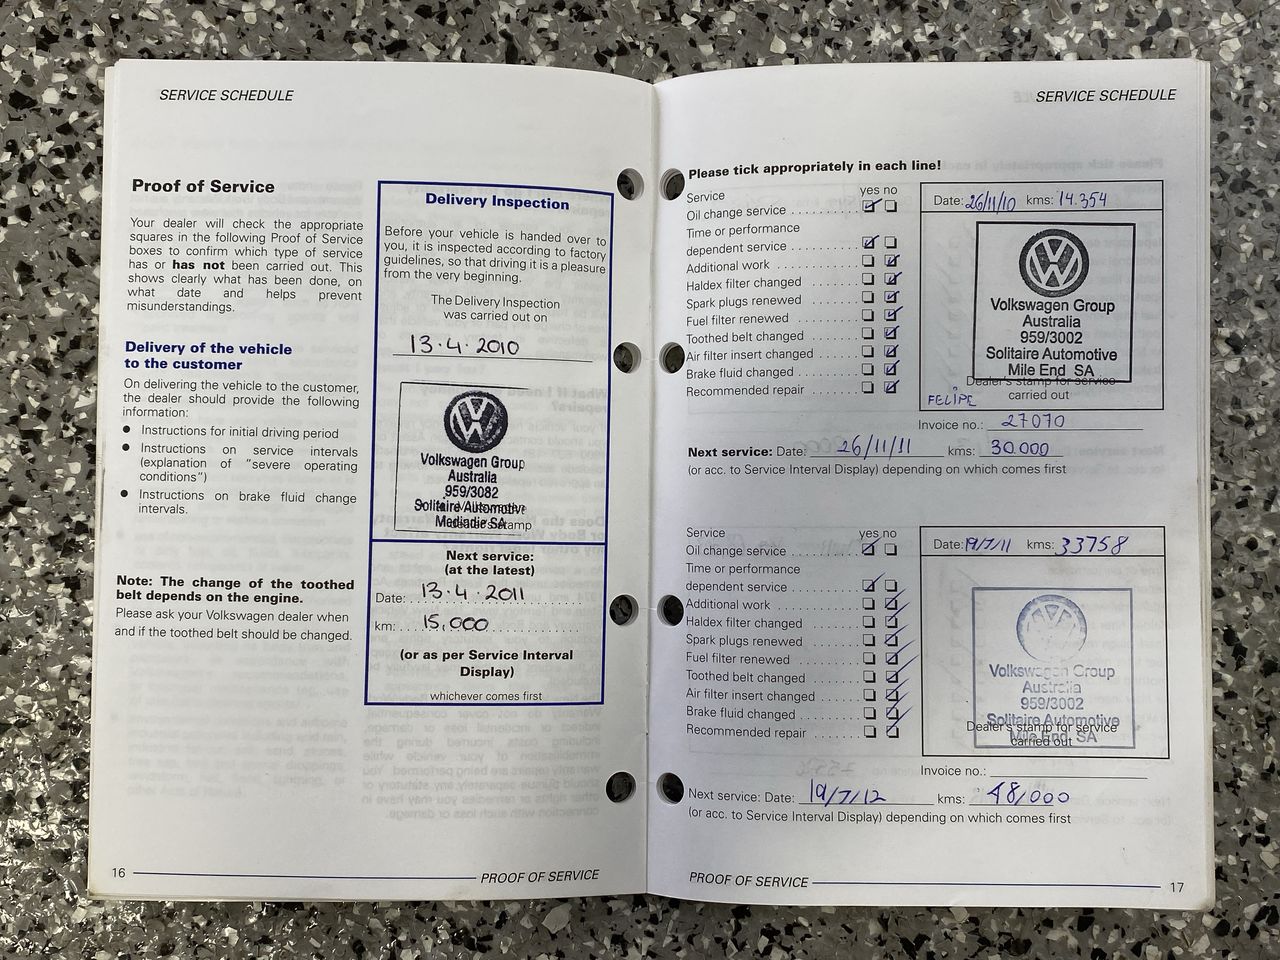 SERVICE SCHEDULE
Proof of Service
Your dealer will check the appropriate
squares in the following Proof of Service
boxes to confirm which type of service
has or has not been carried out. This
shows clearly what has been done, on
what date and helps prevent
misunderstandings.
Delivery of the vehicle
to the customer
On delivering the vehicle to the customer,
the dealer should provide the following
information:
● Instructions for initial driving period
● Instructions on service intervals
(explanation of "severe operating
conditions")
● Instructions on brake fluid change
intervals.
Note: The change of the toothed
belt depends on the engine.
Please ask your Volkswagen dealer when
and if the toothed belt should be changed.
Delivery Inspection
Before your vehicle is handed over to
you, it is inspected according to factory
guidelines, so that driving it is a pleasure
from the very beginning.
The Delivery Inspection
was carried out on
13.4.2010
Volkswagen Group
Australia
959/3082
Solitaire Automotive
SA
Stamp
Next service:
(at the latest)
Date: 13.4.2011
km: 15,000
(or as per Service Interval
Display)
whichever comes first
16 PROOF OF SERVICE
SERVICE SCHEDULE
Please tick appropriately in each line!
Service yes no
Oil change service
Time or performance
dependent service
Additional work
Haldex filter changed
Spark plugs renewed
Fuel filter renewed
Toothed belt changed
Air filter insert changed
Brake fluid changed
Recommended repair
Date: 26/11/10 kms: 14.354
Volkswagen Group
Australia
959/3002
Solitaire Automotive
Mile End SA
Dealer's stamp for service
carried out
FELIPE
Invoice no.: 27070
Next service: Date: 26/11/11 kms: 30.000
(or acc. to Service Interval Display) depending on which comes first
Service yes no
Oil change service
Time or performance
dependent service
Additional work
Haldex filter changed
Spark plugs renewed
Fuel filter renewed
Toothed belt changed
Air filter insert changed
Brake fluid changed
Recommended repair
Date: 19/7/11 kms: 33758
Volkswagen Group
Australia
959/3002
Solitaire Automotive
Mile End SA
Dealer's stamp for service
carried out
Invoice no.:
Next service: Date: 19/7/12 kms: 48,000
(or acc. to Service Interval Display) depending on which comes first
PROOF OF SERVICE 17